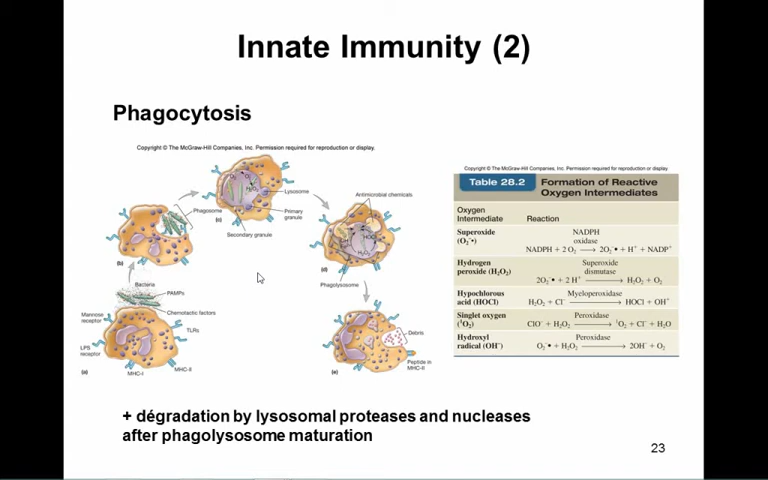 Innate Immunity (2)
Phagocytosis
Copyright © The McGraw-Hill Companies, Inc. Permission required for reproduction or display.
Lysosome
Phagosome
Primary
granule
(c)
Secondary granule
(b)
Antimicrobial chemicals
(d)
Phagolysosome
Bacteria
PAMPs
Chemotactic factors
Mannose
receptor
TLRs
LPS
receptor
MHC-II
(a)
MHC-I
Debris
Peptide in
MHC-II
(e)
Copyright © The McGraw-Hill Companies, Inc. Permission required for reproduction or display
Table 28.2 Formation of Reactive
Oxygen Intermediates
Oxygen
Intermediate Reaction
Superoxide NADPH
(O₂⁻•) oxidase
NADPH + 2 O₂ ⟶ 2O₂⁻• + H⁺ + NADP⁺
Hydrogen Superoxide
peroxide (H₂O₂) dismutase
2O₂⁻• + 2 H⁺ ⟶ H₂O₂ + O₂
Hypochlorous Myeloperoxidase
acid (HOCl) H₂O₂ + Cl⁻ ⟶ HOCl + OH⁻
Singlet oxygen Peroxidase
(¹O₂) ClO⁻ + H₂O₂ ⟶ ¹O₂ + Cl⁻ + H₂O
Hydroxyl Peroxidase
radical (OH•) O₂⁻• + H₂O₂ ⟶ 2OH⁻ + O₂
+ dégradation by lysosomal proteases and nucleases
after phagolysosome maturation
23